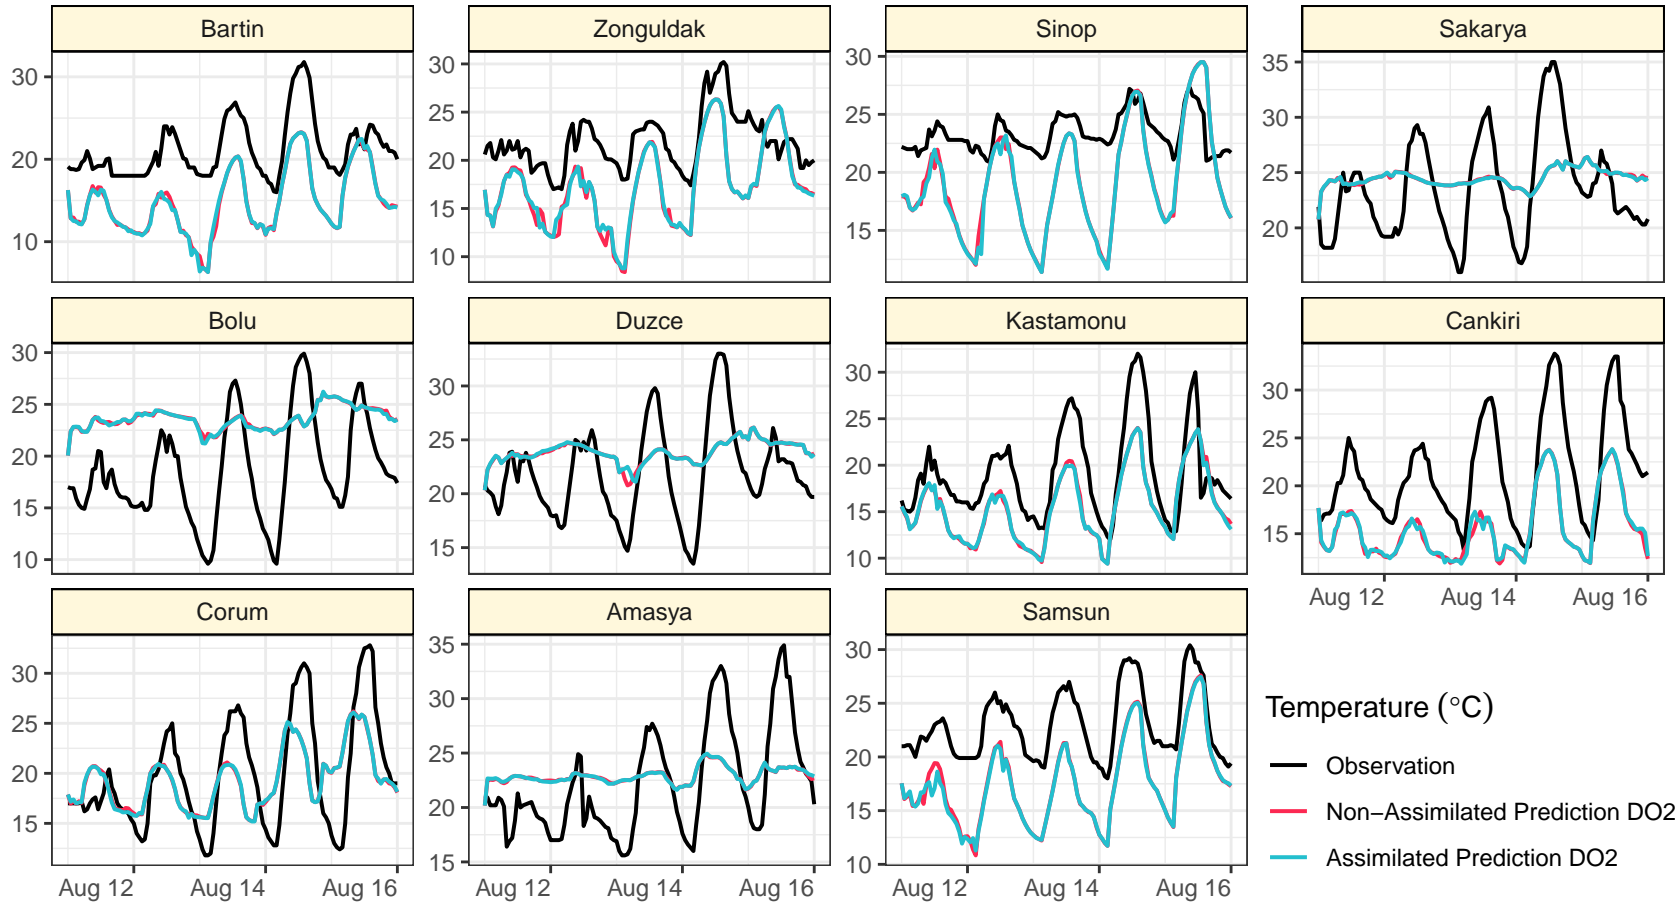 Bartin
Zonguldak
Sinop
Sakarya
30
20
10
30
25
20
15
10
30
25
20
15
35
30
25
20
Bolu
Duzce
Kastamonu
Cankiri
30
25
20
15
10
30
25
20
15
30
25
20
15
10
30
25
20
15
Aug 12
Aug 14
Aug 16
Corum
Amasya
Samsun
30
25
20
15
35
30
25
20
15
30
25
20
15
10
Aug 12
Aug 14
Aug 16
Aug 12
Aug 14
Aug 16
Aug 12
Aug 14
Aug 16
Temperature (°C)
Observation
Non−Assimilated Prediction DO2
Assimilated Prediction DO2